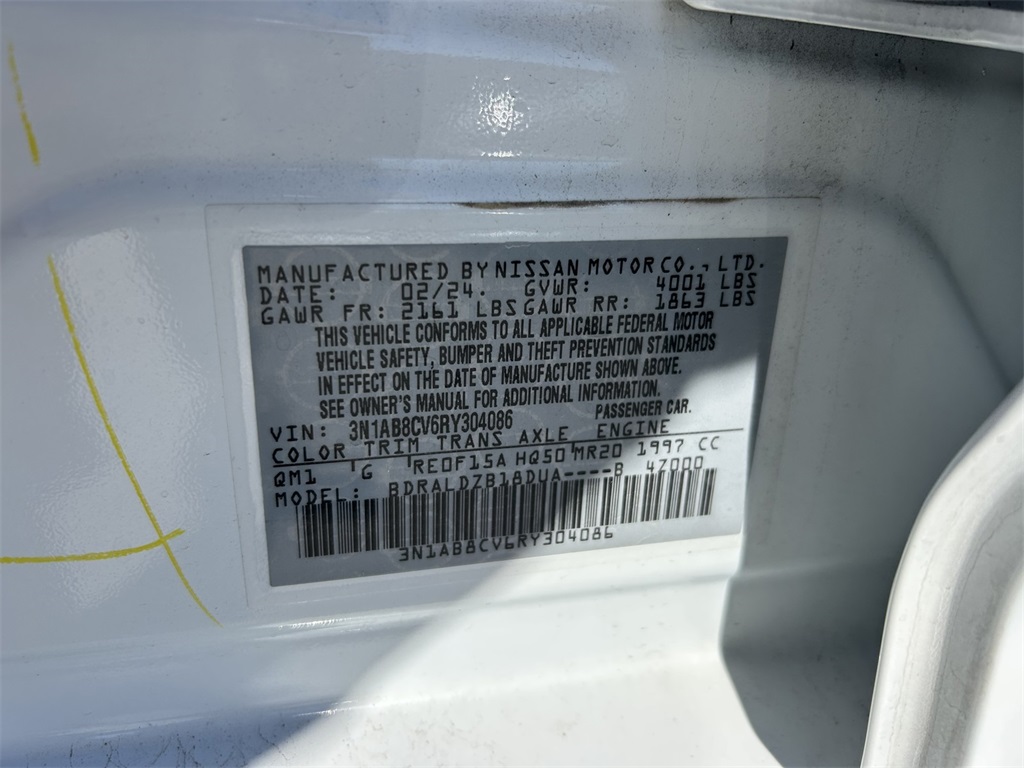 MANUFACTURED BY NISSAN MOTOR CO., LTD.
DATE: 02/24. GVWR: 4001 LBS
GAWR FR: 2161 LBS GAWR RR: 1863 LBS
THIS VEHICLE CONFORMS TO ALL APPLICABLE FEDERAL MOTOR
VEHICLE SAFETY, BUMPER AND THEFT PREVENTION STANDARDS
IN EFFECT ON THE DATE OF MANUFACTURE SHOWN ABOVE.
SEE OWNER'S MANUAL FOR ADDITIONAL INFORMATION.
VIN: 3N1AB8CV6RY304086 PASSENGER CAR.
COLOR TRIM TRANS AXLE ENGINE
QM1 G RE0F15A HQ50 MR20 1997 CC
MODEL: BDRALDZB18DUA----B 4Z000
3N1AB8CV6RY304086